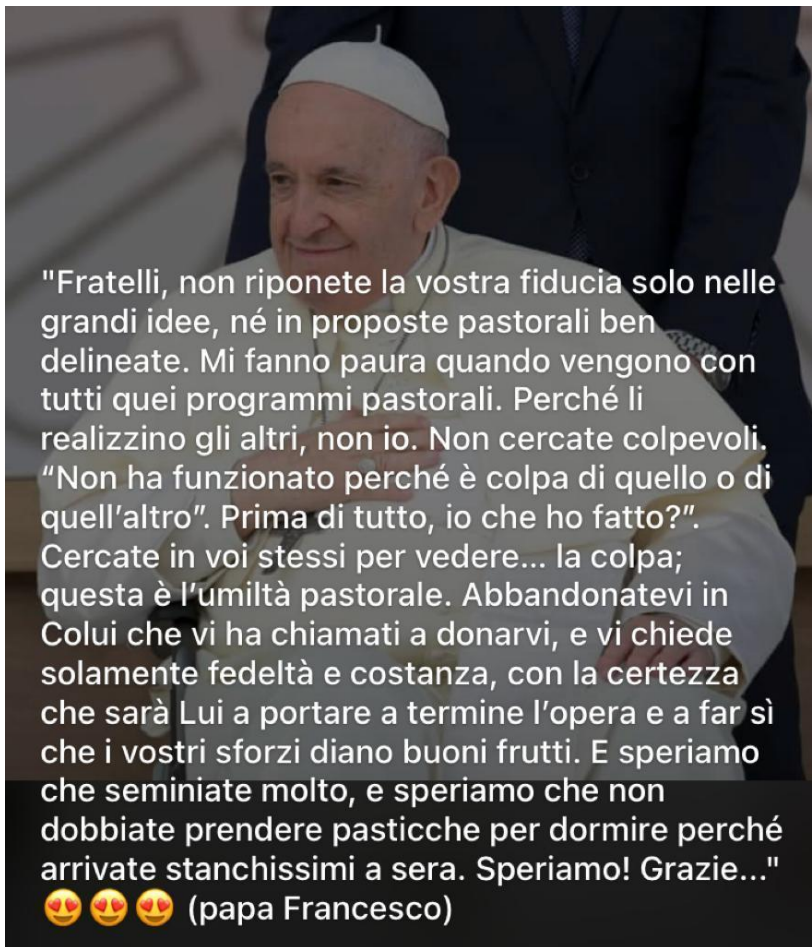 "Fratelli, non riponete la vostra fiducia solo nelle
grandi idee, né in proposte pastorali ben
delineate. Mi fanno paura quando vengono con
tutti quei programmi pastorali. Perché li
realizzino gli altri, non io. Non cercate colpevoli.
“Non ha funzionato perché è colpa di quello o di
quell’altro”. Prima di tutto, io che ho fatto?”.
Cercate in voi stessi per vedere... la colpa;
questa è l’umiltà pastorale. Abbandonatevi in
Colui che vi ha chiamati a donarvi, e vi chiede
solamente fedeltà e costanza, con la certezza
che sarà Lui a portare a termine l’opera e a far sì
che i vostri sforzi diano buoni frutti. E speriamo
che seminiate molto, e speriamo che non
dobbiate prendere pasticche per dormire perché
arrivate stanchissimi a sera. Speriamo! Grazie..."
😍😍😍 (papa Francesco)